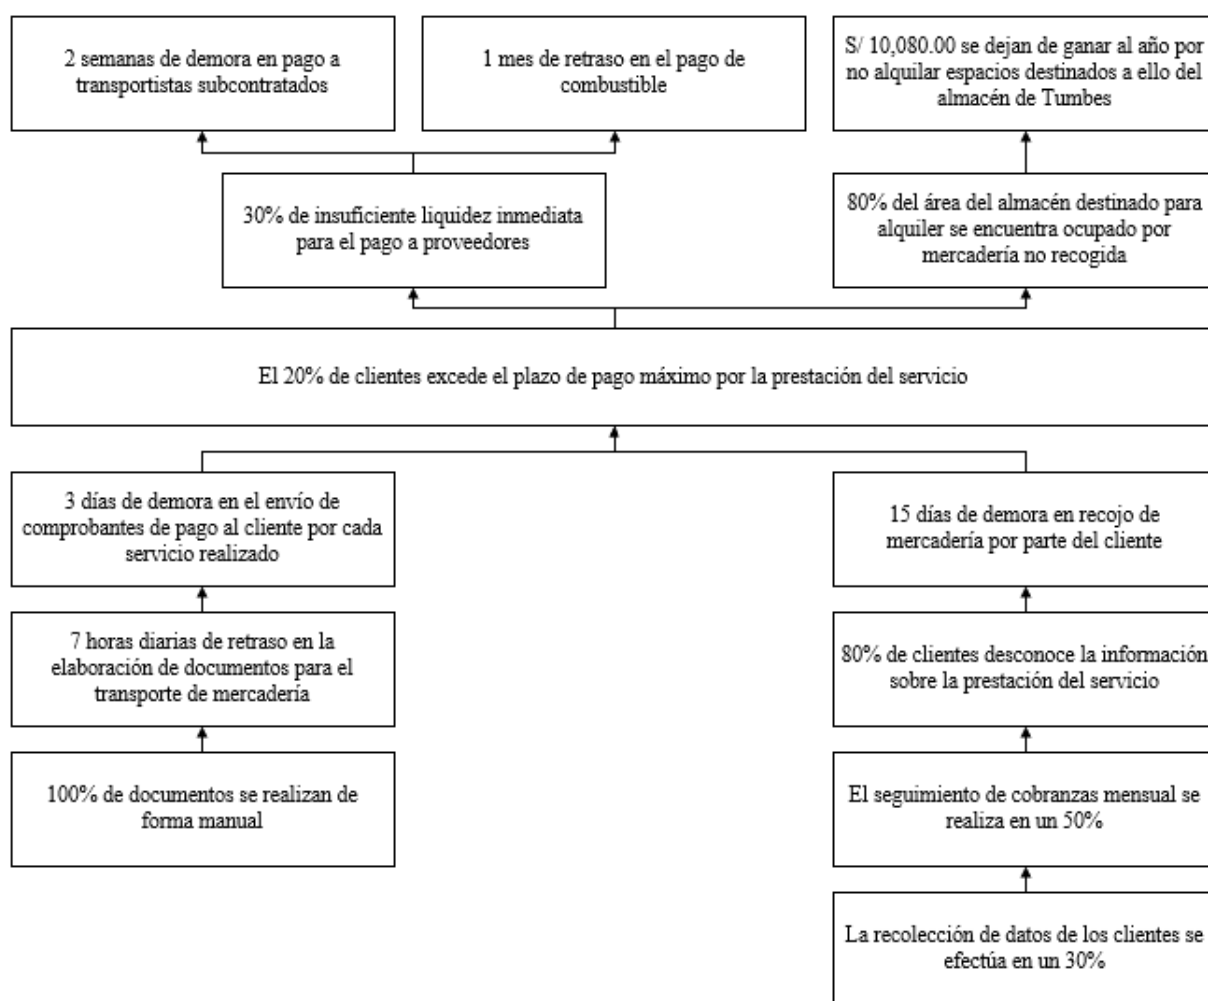 2 semanas de demora en pago a
transportistas subcontratados
1 mes de retraso en el pago de
combustible
S/ 10,080.00 se dejan de ganar al año por
no alquilar espacios destinados a ello del
almacén de Tumbes
30% de insuficiente liquidez inmediata
para el pago a proveedores
80% del área del almacén destinado para
alquiler se encuentra ocupado por
mercadería no recogida
El 20% de clientes excede el plazo de pago máximo por la prestación del servicio
3 días de demora en el envío de
comprobantes de pago al cliente por cada
servicio realizado
15 días de demora en recojo de
mercadería por parte del cliente
7 horas diarias de retraso en la
elaboración de documentos para el
transporte de mercadería
80% de clientes desconoce la información
sobre la prestación del servicio
100% de documentos se realizan de
forma manual
El seguimiento de cobranzas mensual se
realiza en un 50%
La recolección de datos de los clientes se
efectúa en un 30%